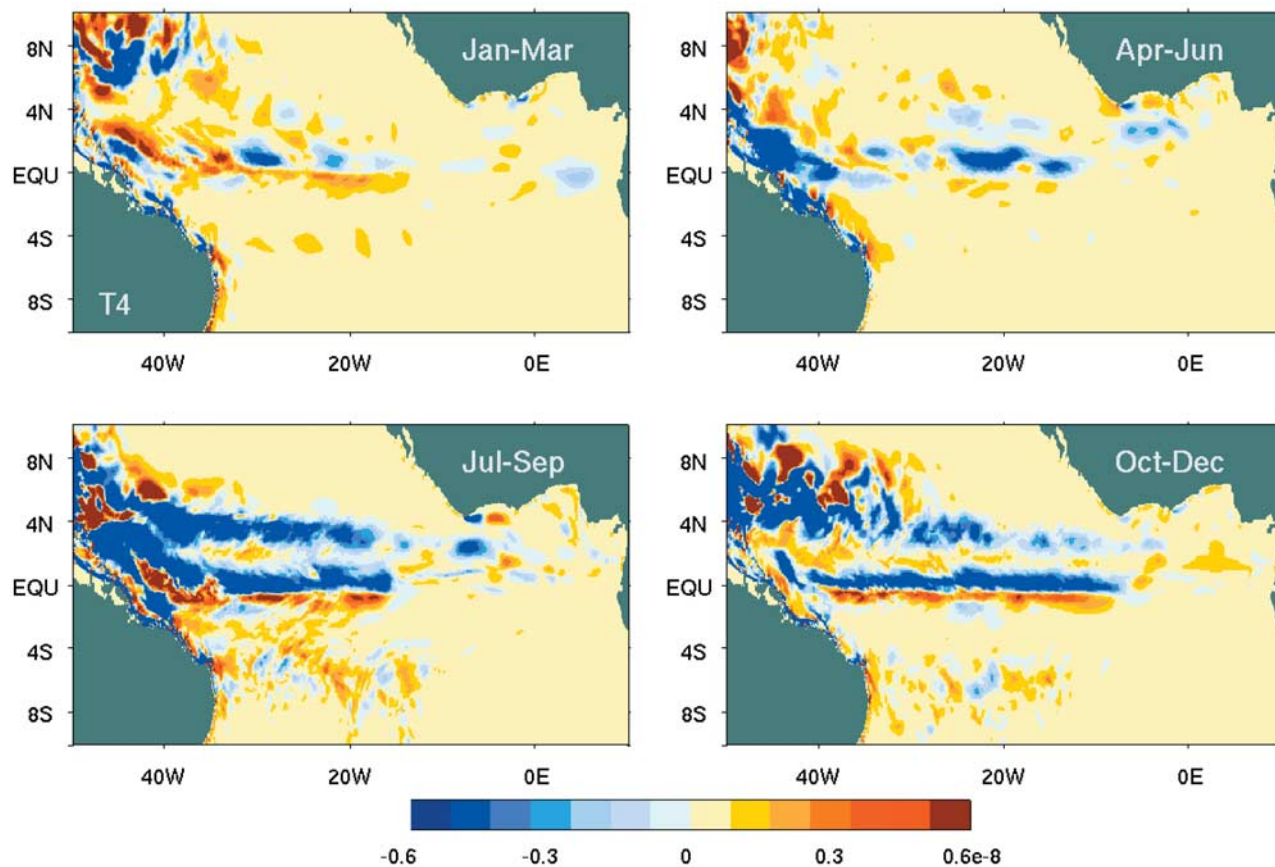 8N
4N
EQU
4S
8S
Jan-Mar
T4
40W
20W
0E
8N
4N
EQU
4S
8S
Apr-Jun
40W
20W
0E
8N
4N
EQU
4S
8S
Jul-Sep
40W
20W
0E
8N
4N
EQU
4S
8S
Oct-Dec
40W
20W
0E
-0.6 -0.3 0 0.3 0.6e-8